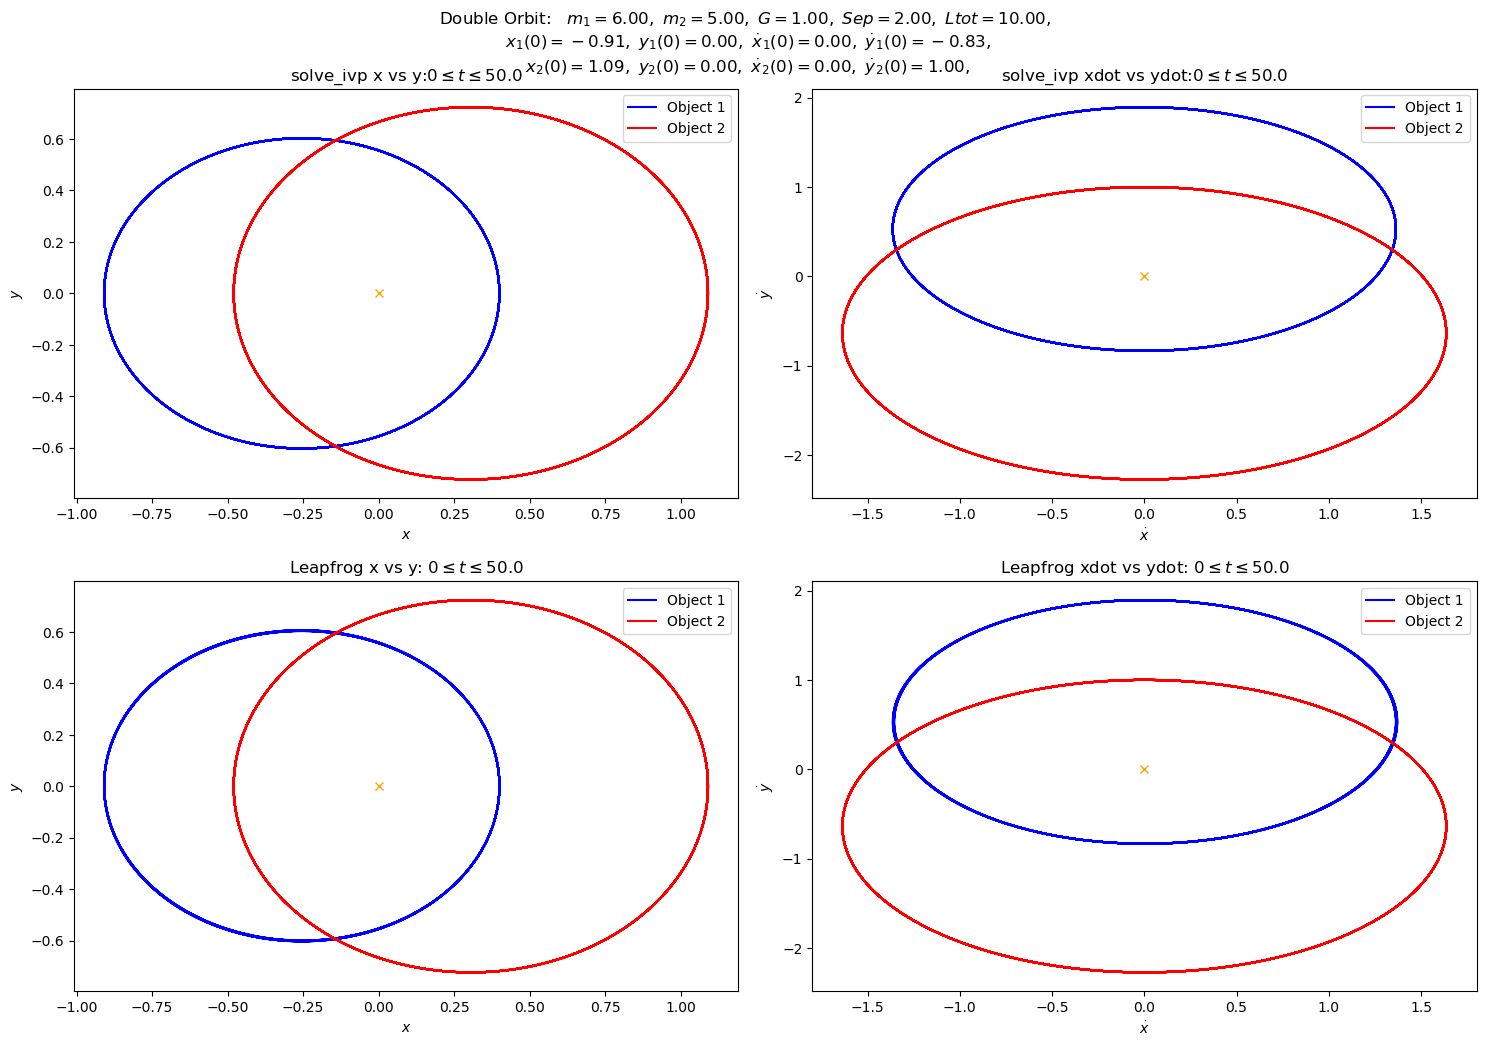 Double Orbit: m₁ = 6.00, m₂ = 5.00, G = 1.00, Sep = 2.00, Ltot = 10.00,
x₁(0) = −0.91, y₁(0) = 0.00, ẋ₁(0) = 0.00, ẏ₁(0) = −0.83,
x₂(0) = 1.09, y₂(0) = 0.00, ẋ₂(0) = 0.00, ẏ₂(0) = 1.00,
solve_ivp x vs y:0 ≤ t ≤ 50.0
Object 1
Object 2
0.6
0.4
0.2
0.0
−0.2
−0.4
−0.6
y
−1.00 −0.75 −0.50 −0.25 0.00 0.25 0.50 0.75 1.00
x
solve_ivp xdot vs ydot:0 ≤ t ≤ 50.0
Object 1
Object 2
2
1
0
−1
−2
ẏ
−1.5 −1.0 −0.5 0.0 0.5 1.0 1.5
ẋ
Leapfrog x vs y: 0 ≤ t ≤ 50.0
Object 1
Object 2
0.6
0.4
0.2
0.0
−0.2
−0.4
−0.6
y
−1.00 −0.75 −0.50 −0.25 0.00 0.25 0.50 0.75 1.00
x
Leapfrog xdot vs ydot: 0 ≤ t ≤ 50.0
Object 1
Object 2
2
1
0
−1
−2
ẏ
−1.5 −1.0 −0.5 0.0 0.5 1.0 1.5
ẋ